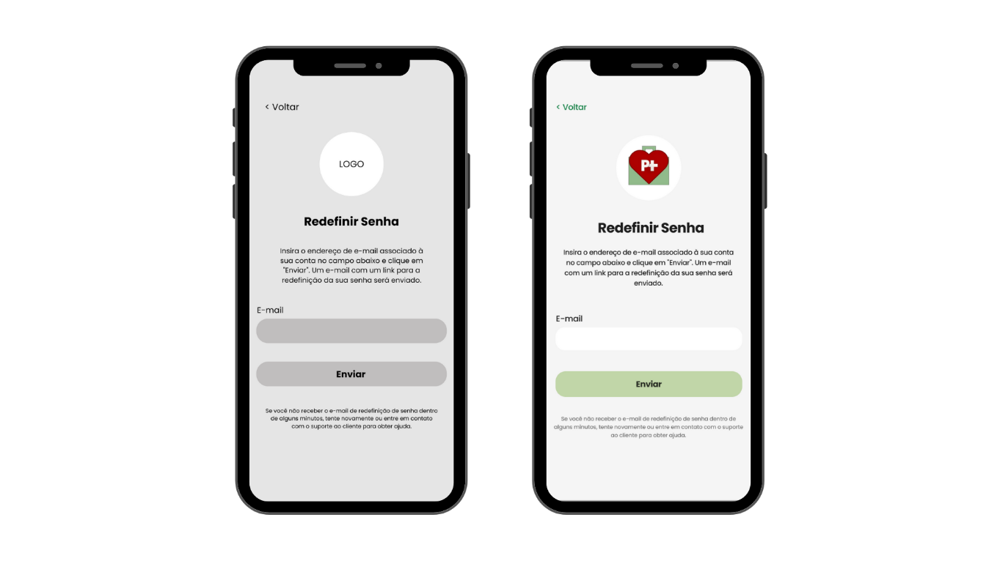 < Voltar
LOGO
Redefinir Senha
Insira o endereço de e-mail associado à
sua conta no campo abaixo e clique em
"Enviar". Um e-mail com um link para a
redefinição da sua senha será enviado.
E-mail
Enviar
Se você não receber o e-mail de redefinição de senha dentro
de alguns minutos, tente novamente ou entre em contato
com o suporte ao cliente para obter ajuda.
< Voltar
P+
Redefinir Senha
Insira o endereço de e-mail associado à sua conta
no campo abaixo e clique em "Enviar". Um e-mail
com um link para a redefinição da sua senha será
enviado.
E-mail
Enviar
Se você não receber o e-mail de redefinição de senha dentro de
alguns minutos, tente novamente ou entre em contato com o suporte
ao cliente para obter ajuda.